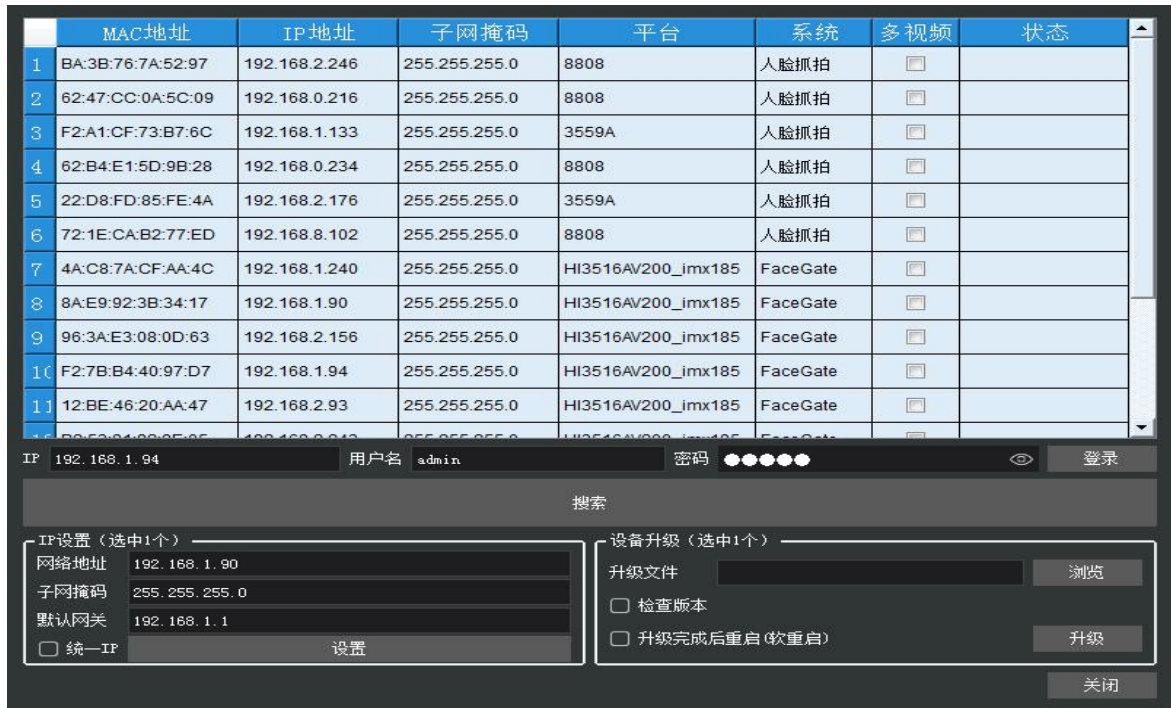 MAC地址 IP地址 子网掩码 平台 系统 多视频 状态
1 BA:3B:76:7A:52:97 192.168.2.246 255.255.255.0 8808 人脸抓拍
2 62:47:CC:0A:5C:09 192.168.0.216 255.255.255.0 8808 人脸抓拍
3 F2:A1:CF:73:B7:6C 192.168.1.133 255.255.255.0 3559A 人脸抓拍
4 62:B4:E1:5D:9B:28 192.168.0.234 255.255.255.0 8808 人脸抓拍
5 22:D8:FD:85:FE:4A 192.168.2.176 255.255.255.0 3559A 人脸抓拍
6 72:1E:CA:B2:77:ED 192.168.8.102 255.255.255.0 8808 人脸抓拍
7 4A:C8:7A:CF:AA:4C 192.168.1.240 255.255.255.0 HI3516AV200_imx185 FaceGate
8 8A:E9:92:3B:34:17 192.168.1.90 255.255.255.0 HI3516AV200_imx185 FaceGate
9 96:3A:E3:08:0D:63 192.168.2.156 255.255.255.0 HI3516AV200_imx185 FaceGate
10 F2:7B:B4:40:97:D7 192.168.1.94 255.255.255.0 HI3516AV200_imx185 FaceGate
11 12:BE:46:20:AA:47 192.168.2.93 255.255.255.0 HI3516AV200_imx185 FaceGate
IP 192.168.1.94 用户名 admin 密码 ●●●●● 登录
搜索
IP设置（选中1个）
网络地址 192.168.1.90
子网掩码 255.255.255.0
默认网关 192.168.1.1
统一IP 设置
设备升级（选中1个）
升级文件 浏览
检查版本
升级完成后重启(软重启) 升级
关闭